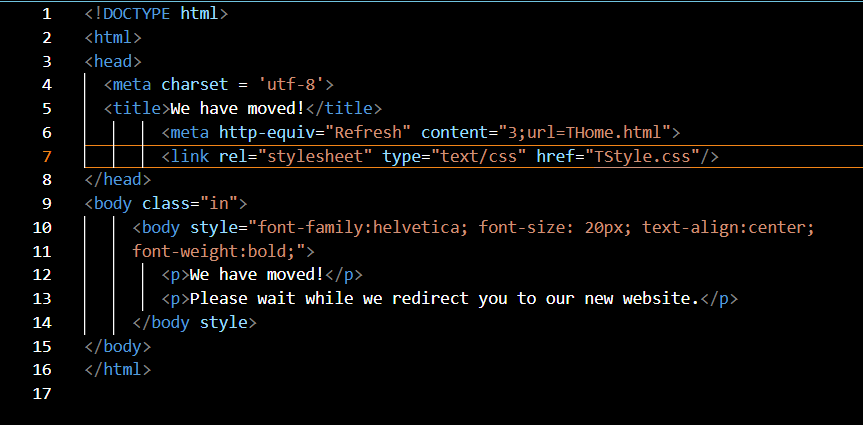 1 <!DOCTYPE html>
2 <html>
3 <head>
4 <meta charset = 'utf-8'>
5 <title>We have moved!</title>
6 <meta http-equiv="Refresh" content="3;url=THome.html">
7 <link rel="stylesheet" type="text/css" href="TStyle.css"/>
8 </head>
9 <body class="in">
10 <body style="font-family:helvetica; font-size: 20px; text-align:center;
11 font-weight:bold;">
12 <p>We have moved!</p>
13 <p>Please wait while we redirect you to our new website.</p>
14 </body style>
15 </body>
16 </html>
17